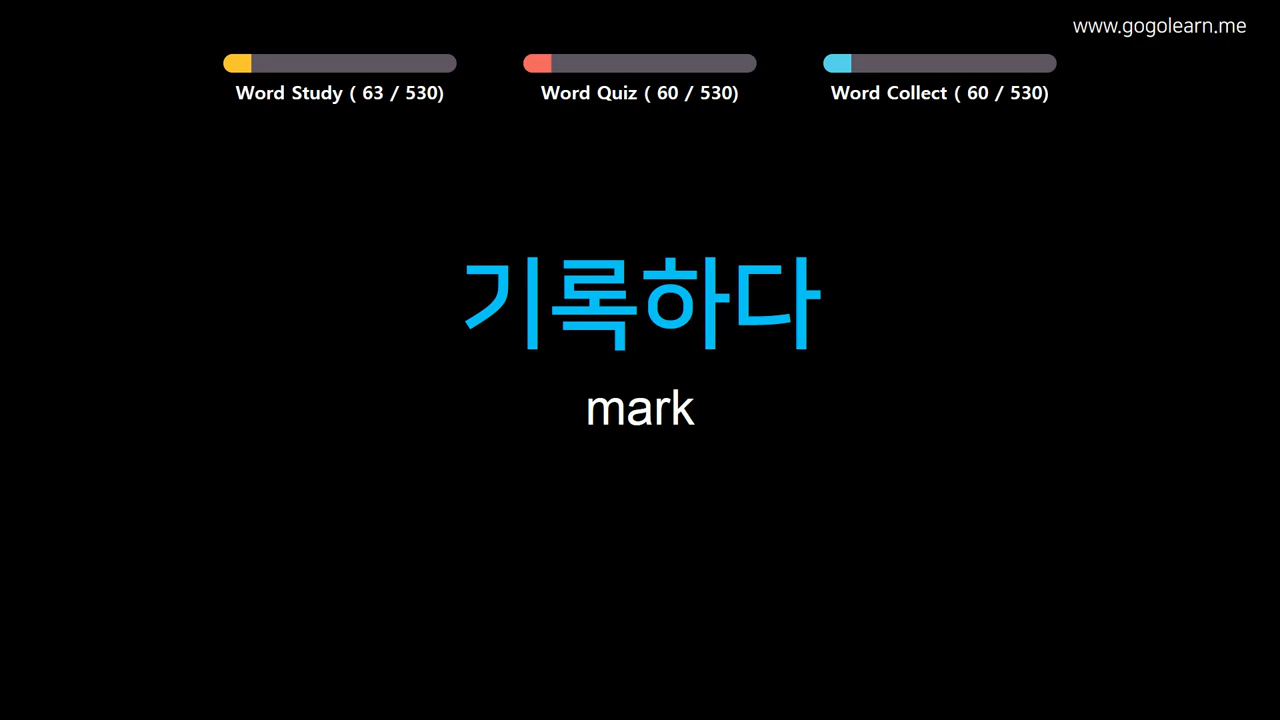 www.gogolearn.me
Word Study ( 63 / 530)
Word Quiz ( 60 / 530)
Word Collect ( 60 / 530)
기록하다
mark